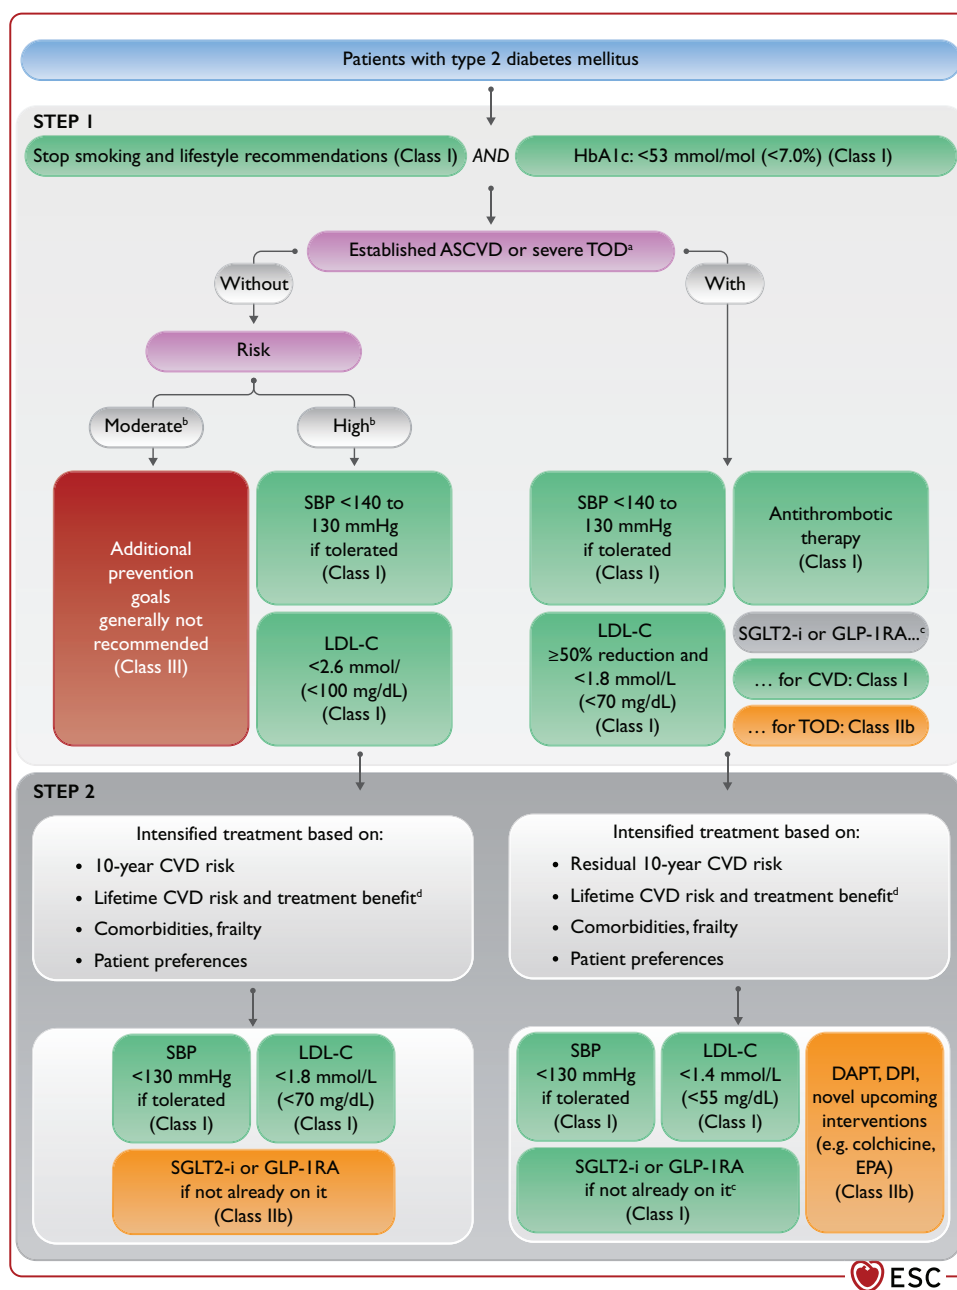 Patients with type 2 diabetes mellitus
STEP 1
Stop smoking and lifestyle recommendations (Class I)
AND
HbA1c: <53 mmol/mol (<7.0%) (Class I)
Established ASCVD or severe TODᵃ
Without
With
Risk
Moderateᵇ
Highᵇ
Additional
prevention
goals
generally not
recommended
(Class III)
SBP <140 to
130 mmHg
if tolerated
(Class I)
LDL-C
<2.6 mmol/
(<100 mg/dL)
(Class I)
SBP <140 to
130 mmHg
if tolerated
(Class I)
LDL-C
≥50% reduction and
<1.8 mmol/L
(<70 mg/dL)
(Class I)
Antithrombotic
therapy
(Class I)
SGLT2-i or GLP-1RA...ᶜ
... for CVD: Class I
... for TOD: Class IIb
STEP 2
Intensified treatment based on:
• 10-year CVD risk
• Lifetime CVD risk and treatment benefitᵈ
• Comorbidities, frailty
• Patient preferences
Intensified treatment based on:
• Residual 10-year CVD risk
• Lifetime CVD risk and treatment benefitᵈ
• Comorbidities, frailty
• Patient preferences
SBP
<130 mmHg
if tolerated
(Class I)
LDL-C
<1.8 mmol/L
(<70 mg/dL)
(Class I)
SGLT2-i or GLP-1RA
if not already on it
(Class IIb)
SBP
<130 mmHg
if tolerated
(Class I)
LDL-C
<1.4 mmol/L
(<55 mg/dL)
(Class I)
SGLT2-i or GLP-1RA
if not already on itᶜ
(Class I)
DAPT, DPI,
novel upcoming
interventions
(e.g. colchicine,
EPA)
(Class IIb)
ESC